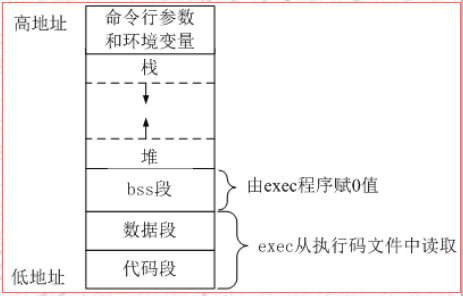 高地址
命令行参数
和环境变量
栈
堆
bss段
由exec程序赋0值
数据段
exec从执行码文件中读取
代码段
低地址